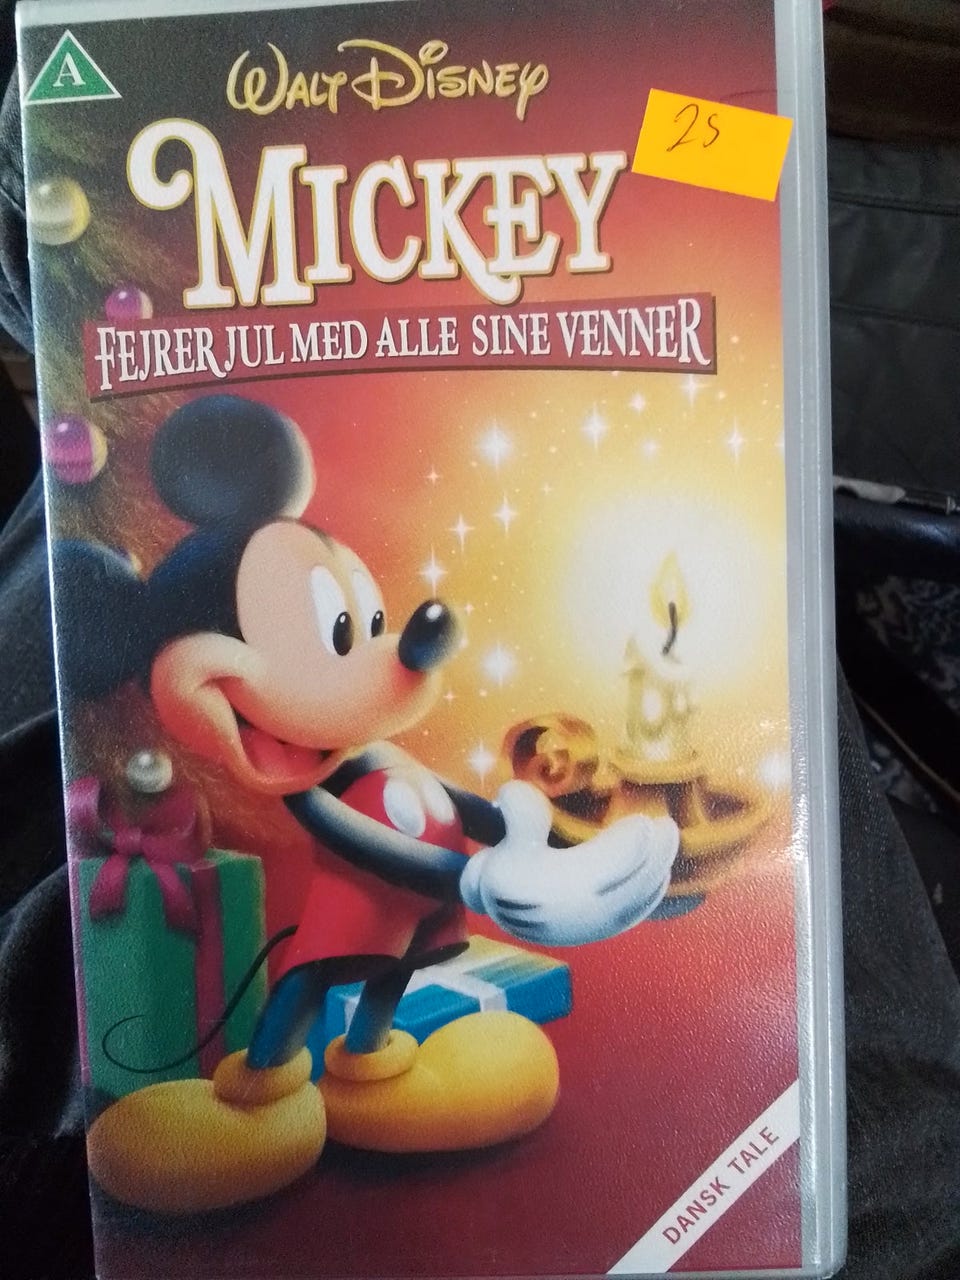 A
WALT DISNEY
25
MICKEY
FEJRER JUL MED ALLE SINE VENNER
DANSK TALE